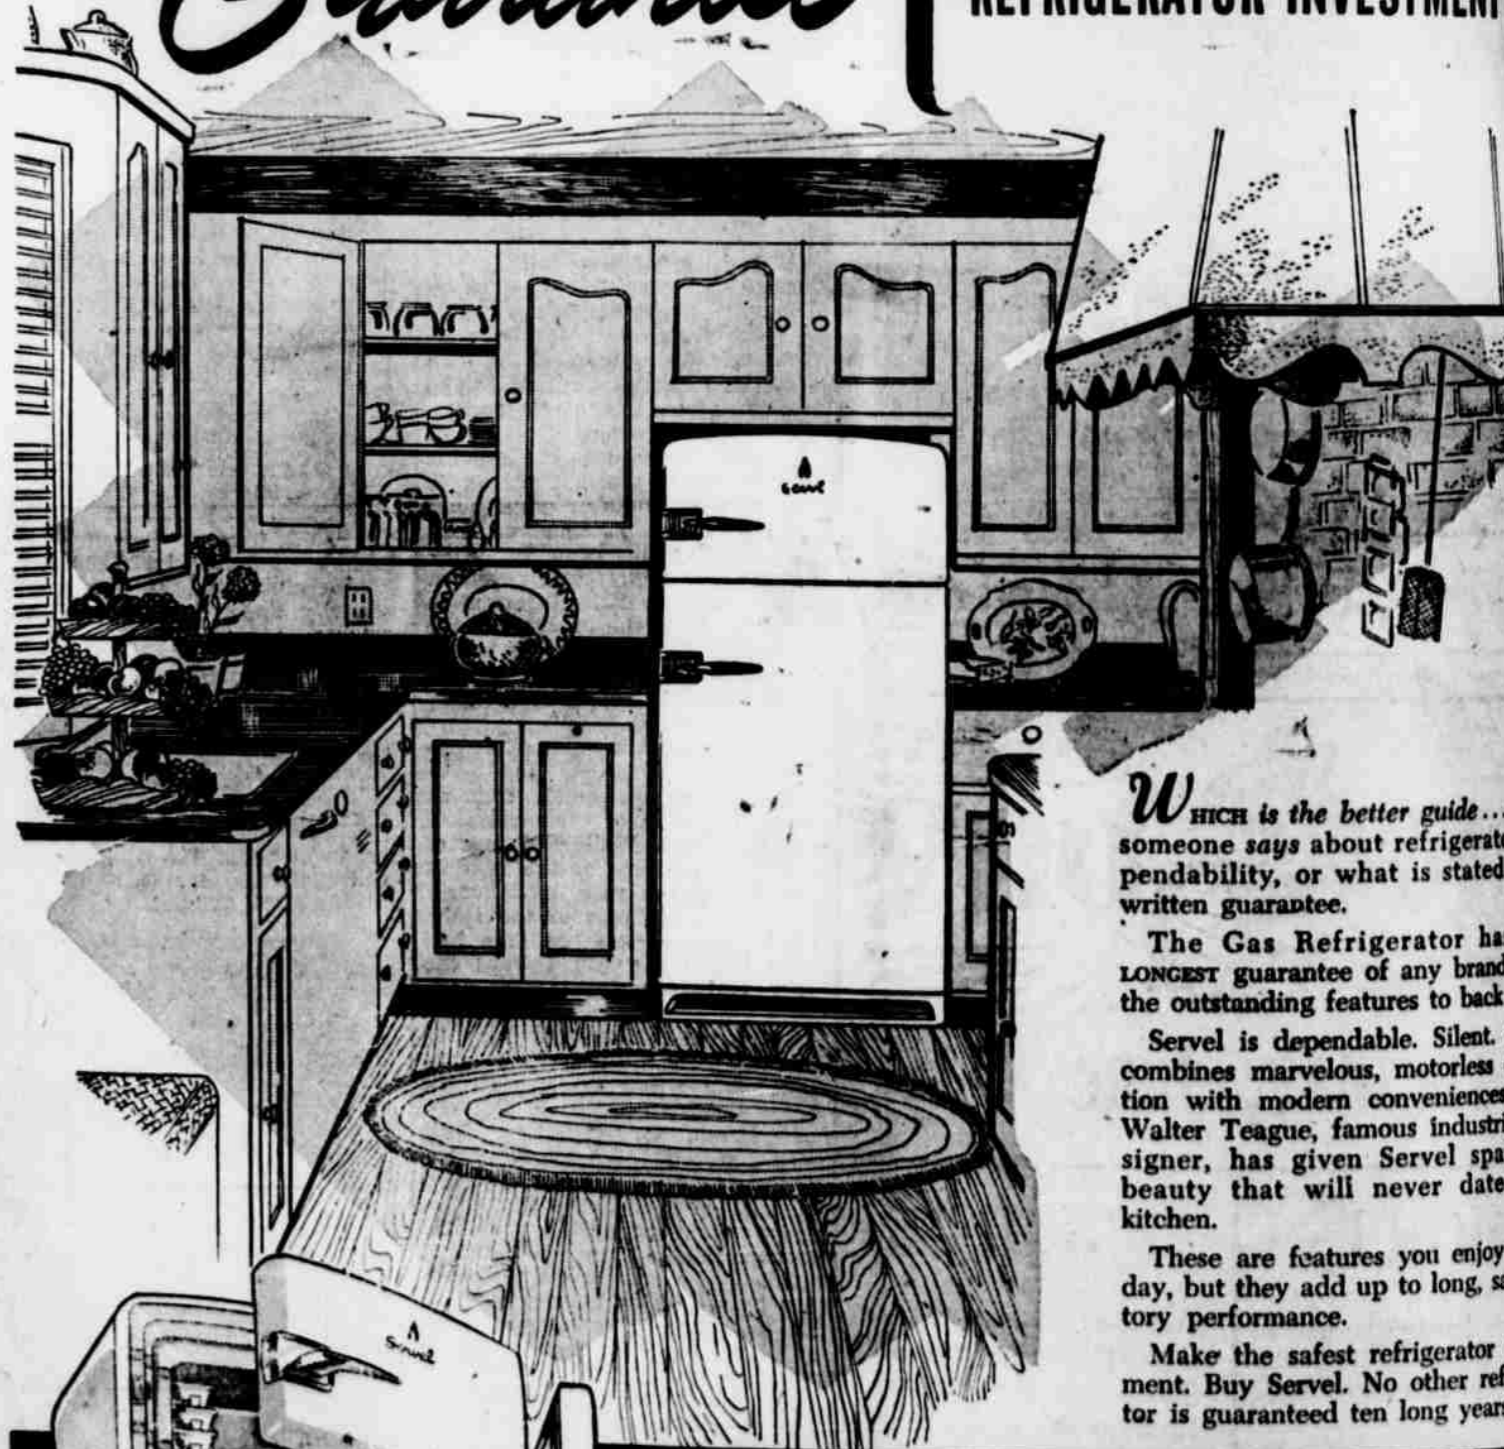 Guarantee
REFRIGERATOR INVESTMENT
Servel
WHICH is the better guide...
someone says about refrigerat
pendability, or what is stated
written guarantee.
The Gas Refrigerator ha
LONGEST guarantee of any brand
the outstanding features to back
Servel is dependable. Silent.
combines marvelous, motorless
tion with modern conveniences
Walter Teague, famous industri
signer, has given Servel spa
beauty that will never date
kitchen.
These are features you enjoy
day, but they add up to long, sa
tory performance.
Make the safest refrigerator
ment. Buy Servel. No other ref
tor is guaranteed ten long years
Servel